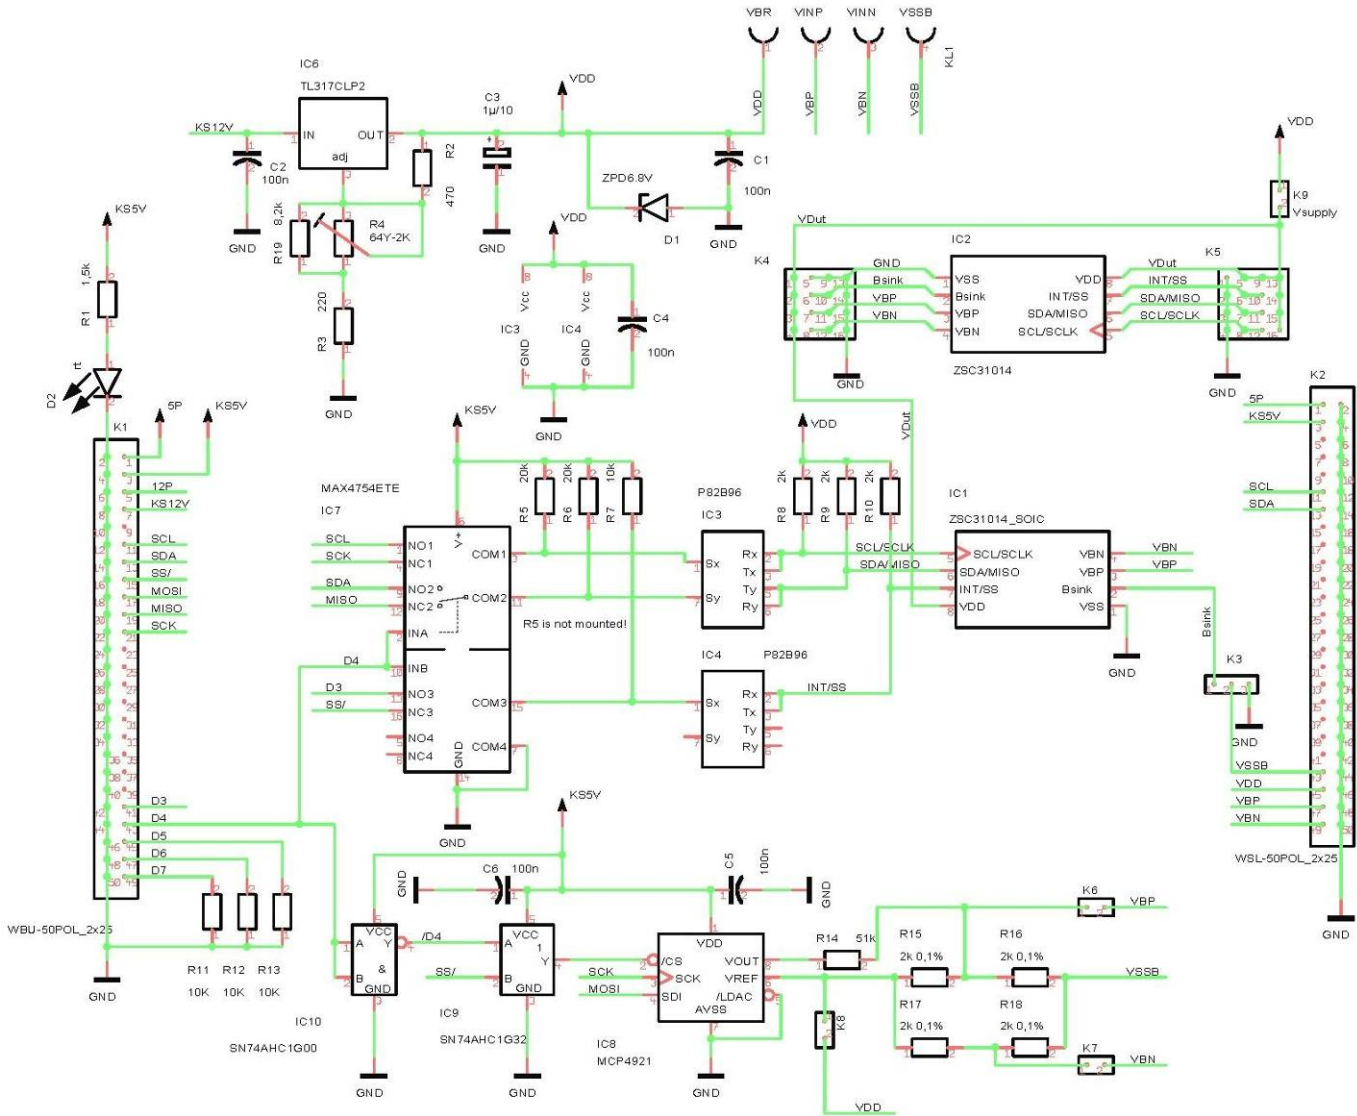 VBR VINP VINN VSSB
1 2 3 4
KL1
VDD VBP VBN VSSB
IC6
TL317CLP2
KS12V
IN OUT
adj
C2
100n
GND
C3
1µ/10
GND
R2
470
VDD
ZPD6.8V
D1
C1
100n
GND
8,2k
R19
R4
64Y-2K
220
R3
GND
KS5V
1,5k
R1
rt
D2
VDD
Vcc Vcc
IC3 IC4
GND GND
C4
100n
GND
VDD
K9
Vsupply
VDut
K4
IC2
K5
GND
Bsink
VBP
VBN
VSS
Bsink
VBP
VBN
VDD
INT/SS
SDA/MISO
SCL/SCLK
VDut
INT/SS
SDA/MISO
SCL/SCLK
GND
ZSC31014
GND
K2
5P
KS5V
SCL
SDA
VSSB
VDD
VBP
VBN
WSL-50POL_2x25
GND
K1
5P
KS5V
12P
KS12V
SCL
SDA
SS/
MOSI
MISO
SCK
D3
D4
D5
D6
D7
WBU-50POL_2x25
GND
R11 R12 R13
10K 10K 10K
KS5V
MAX4754ETE
IC7
SCL
SCK
SDA
MISO
D4
D3
SS/
NO1
NC1
NO2
NC2
INA
INB
NO3
NC3
NO4
NC4
V+
COM1
COM2
COM3
COM4
GND
GND
20k 20k 10k
R5 R6 R7
R5 is not mounted!
P82B96
IC3
Sx
Sy
Rx
Tx
Ty
Ry
IC4
P82B96
Sx
Sy
Rx
Tx
Ty
Ry
INT/SS
VDD
2k 2k 2k
R8 R9 R10
VDut
SCL/SCLK
SDA/MISO
IC1
ZSC31014_SOIC
SCL/SCLK
SDA/MISO
INT/SS
VDD
VBN
VBP
Bsink
VSS
VBN
VBP
Bsink
GND
K3
GND
KS5V
GND
C6
100n
C5
100n
GND
VCC
A
B
Y
&
GND
IC10
SN74AHC1G00
GND
/D4
SS/
VCC
A
B
1
Y
GND
IC9
SN74AHC1G32
GND
SCK
MOSI
VDD
/CS
SCK
SDI
VOUT
VREF
/LDAC
AVSS
IC8
MCP4921
GND
R14
51k
K8
VDD
R15
2k 0,1%
R16
2k 0,1%
R17
2k 0,1%
R18
2k 0,1%
K6
VBP
VSSB
K7
VBN